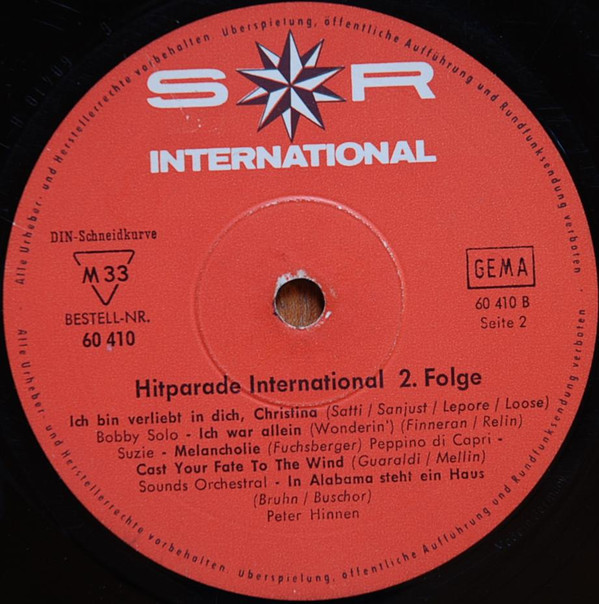 Alle Urheber- und Herstellerrechte vorbehalten. Überspielung, öffentliche Aufführung und Rundfunksendung verboten
S R
INTERNATIONAL
DIN-Schneidkurve
M 33
BESTELL-NR.
60 410
GEMA
60 410 B
Seite 2
Hitparade International 2. Folge
Ich bin verliebt in dich, Christina (Satti / Sanjust / Lepore / Loose)
Bobby Solo - Ich war allein (Wonderin') (Finneran / Relin)
Suzie - Melancholie (Fuchsberger) Peppino di Capri -
Cast Your Fate To The Wind (Guaraldi / Mellin)
Sounds Orchestral - In Alabama steht ein Haus
(Bruhn / Buschor)
Peter Hinnen
Alle Urheber- und Herstellerrechte vorbehalten. Überspielung, öffentliche Aufführung und Rundfunksendung verboten